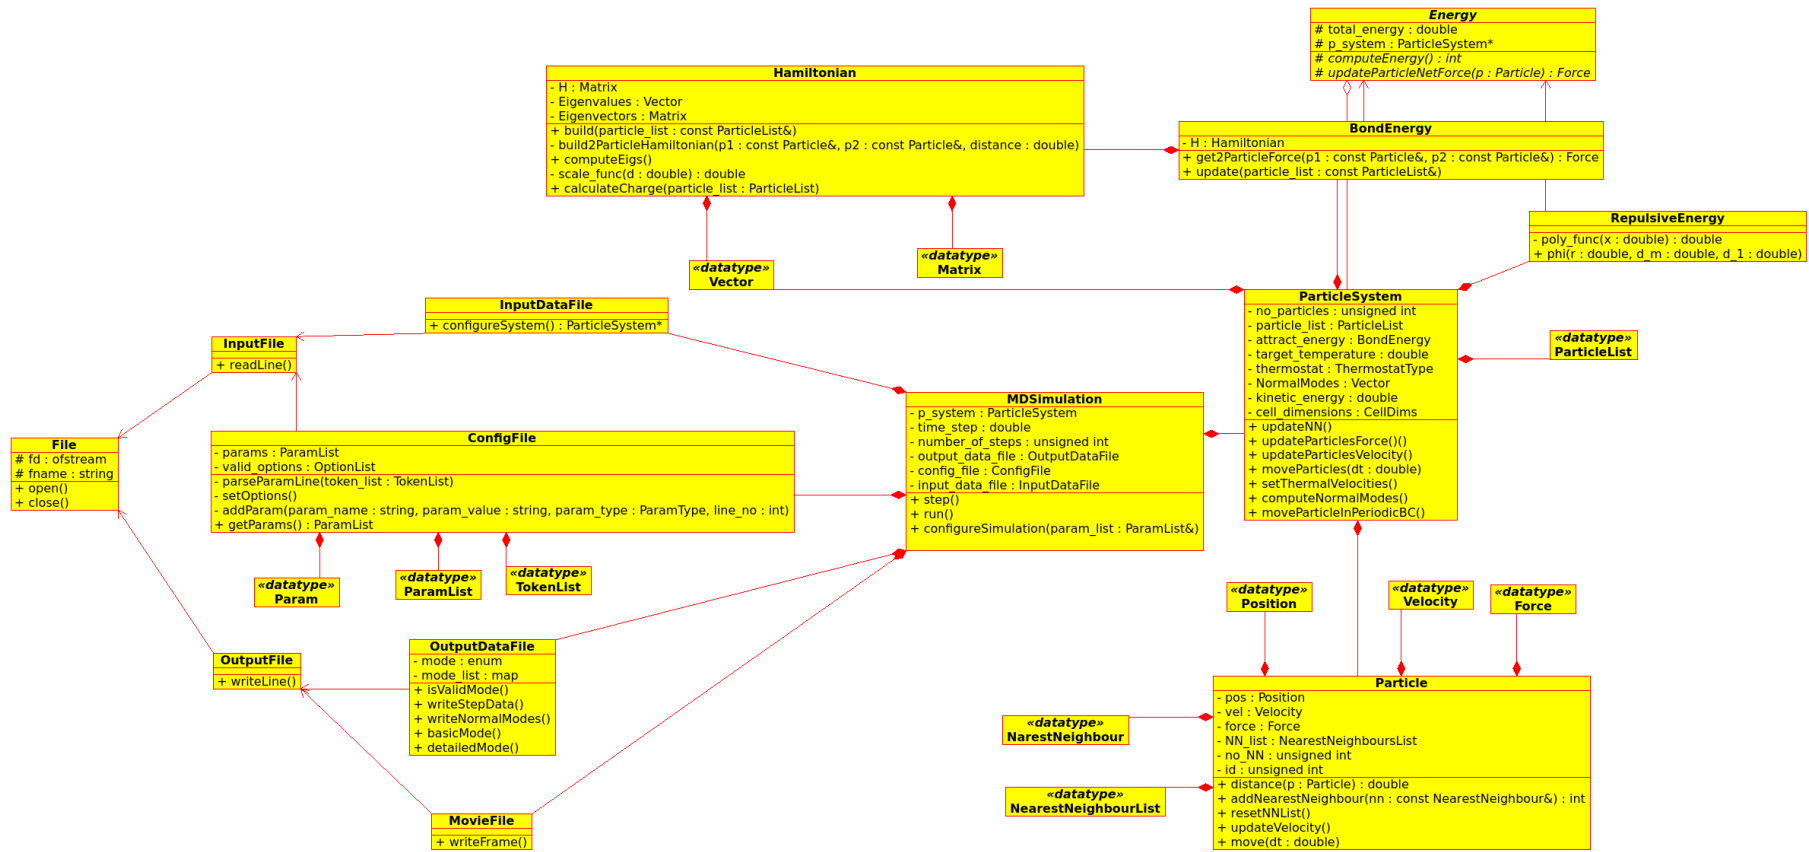 Energy
# total_energy : double
# p_system : ParticleSystem*
# computeEnergy() : int
# updateParticleNetForce(p : Particle) : Force
Hamiltonian
- H : Matrix
- Eigenvalues : Vector
- Eigenvectors : Matrix
+ build(particle_list : const ParticleList&)
- build2ParticleHamiltonian(p1 : const Particle&, p2 : const Particle&, distance : double)
+ computeEigs()
- scale_func(d : double) : double
+ calculateCharge(particle_list : ParticleList)
BondEnergy
- H : Hamiltonian
+ get2ParticleForce(p1 : const Particle&, p2 : const Particle&) : Force
+ update(particle_list : const ParticleList&)
RepulsiveEnergy
- poly_func(x : double) : double
+ phi(r : double, d_m : double, d_1 : double)
«datatype»
Vector
«datatype»
Matrix
InputDataFile
+ configureSystem() : ParticleSystem*
ParticleSystem
- no_particles : unsigned int
- particle_list : ParticleList
- attract_energy : BondEnergy
- target_temperature : double
- thermostat : ThermostatType
- NormalModes : Vector
- kinetic_energy : double
- cell_dimensions : CellDims
+ updateNN()
+ updateParticlesForce()()
+ updateParticlesVelocity()
+ moveParticles(dt : double)
+ setThermalVelocities()
+ computeNormalModes()
+ moveParticleInPeriodicBC()
«datatype»
ParticleList
InputFile
+ readLine()
MDSimulation
- p_system : ParticleSystem
- time_step : double
- number_of_steps : unsigned int
- output_data_file : OutputDataFile
- config_file : ConfigFile
- input_data_file : InputDataFile
+ step()
+ run()
+ configureSimulation(param_list : ParamList&)
File
# fd : ofstream
# fname : string
+ open()
+ close()
ConfigFile
- params : ParamList
- valid_options : OptionList
- parseParamLine(token_list : TokenList)
- setOptions()
- addParam(param_name : string, param_value : string, param_type : ParamType, line_no : int)
+ getParams() : ParamList
«datatype»
Param
«datatype»
ParamList
«datatype»
TokenList
«datatype»
Position
«datatype»
Velocity
«datatype»
Force
OutputFile
+ writeLine()
OutputDataFile
- mode : enum
- mode_list : map
+ isValidMode()
+ writeStepData()
+ writeNormalModes()
+ basicMode()
+ detailedMode()
Particle
- pos : Position
- vel : Velocity
- force : Force
- NN_list : NearestNeighboursList
- no_NN : unsigned int
- id : unsigned int
+ distance(p : Particle) : double
+ addNearestNeighbour(nn : const NearestNeighbour&) : int
+ resetNNList()
+ updateVelocity()
+ move(dt : double)
«datatype»
NarestNeighbour
«datatype»
NearestNeighbourList
MovieFile
+ writeFrame()